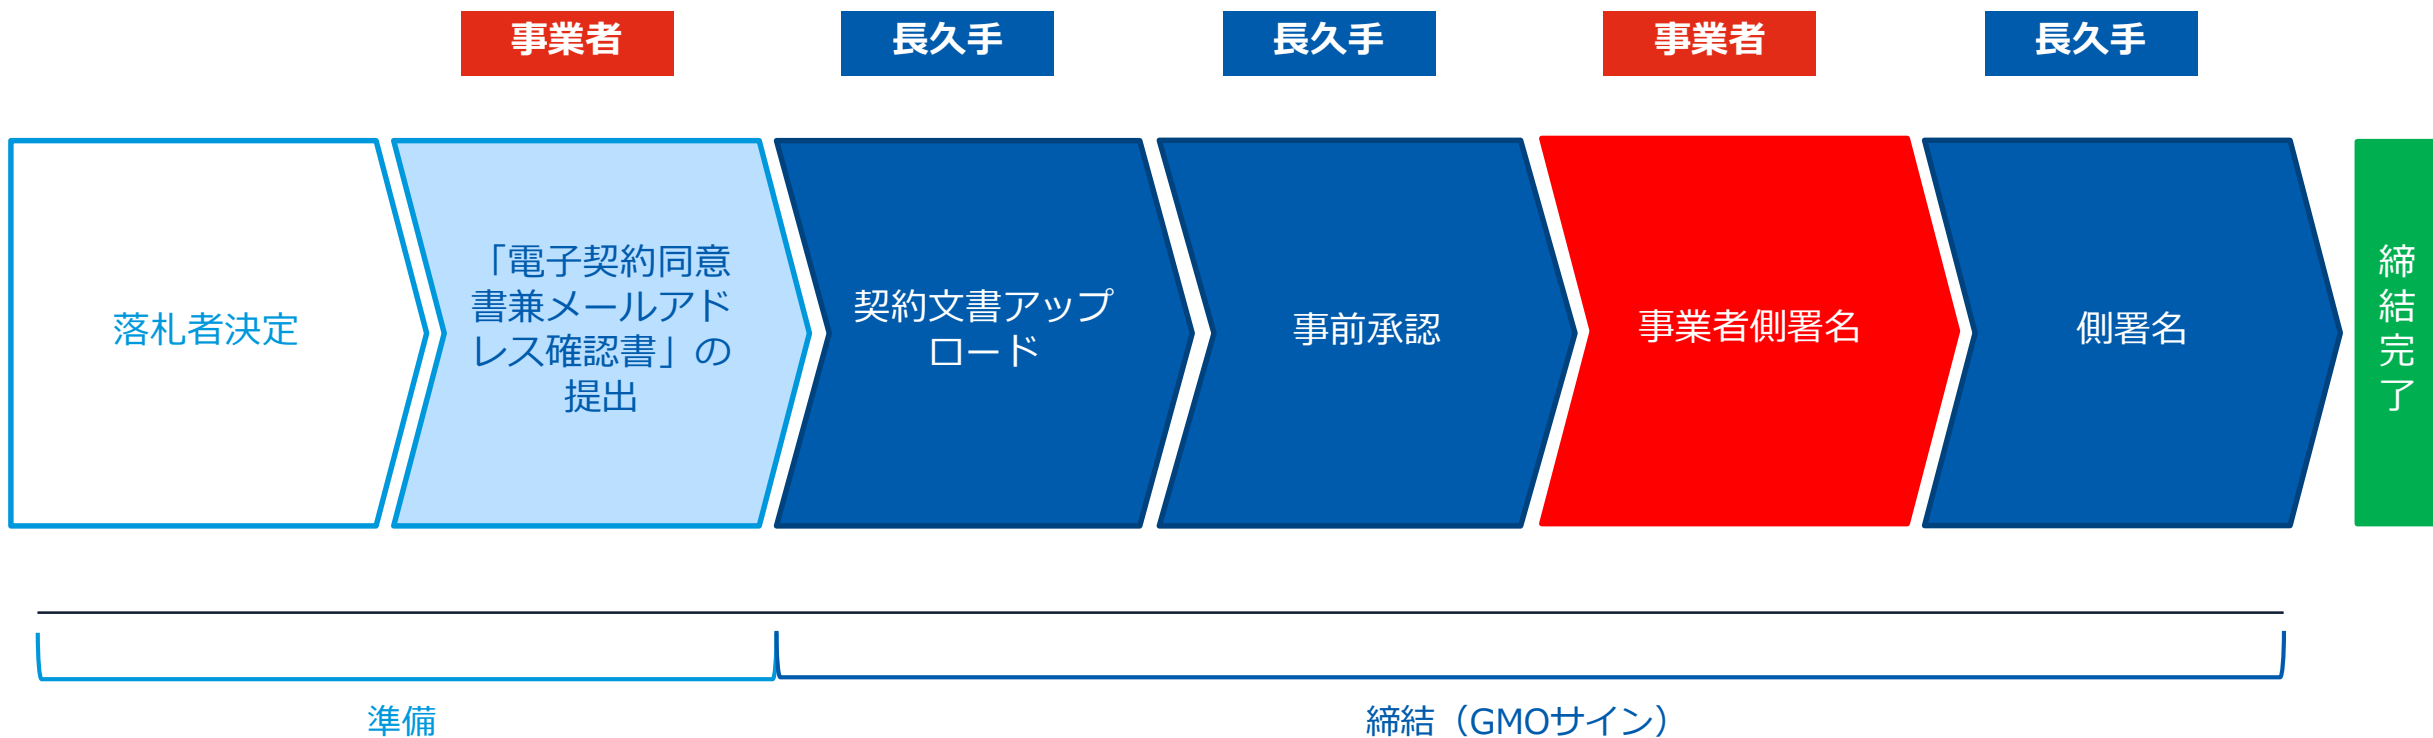 事業者
長久手
長久手
事業者
長久手
落札者決定
「電子契約同意
書兼メールアド
レス確認書」の
提出
契約文書アップ
ロード
事前承認
事業者側署名
側署名
締
結
完
了
準備
締結（GMOサイン）